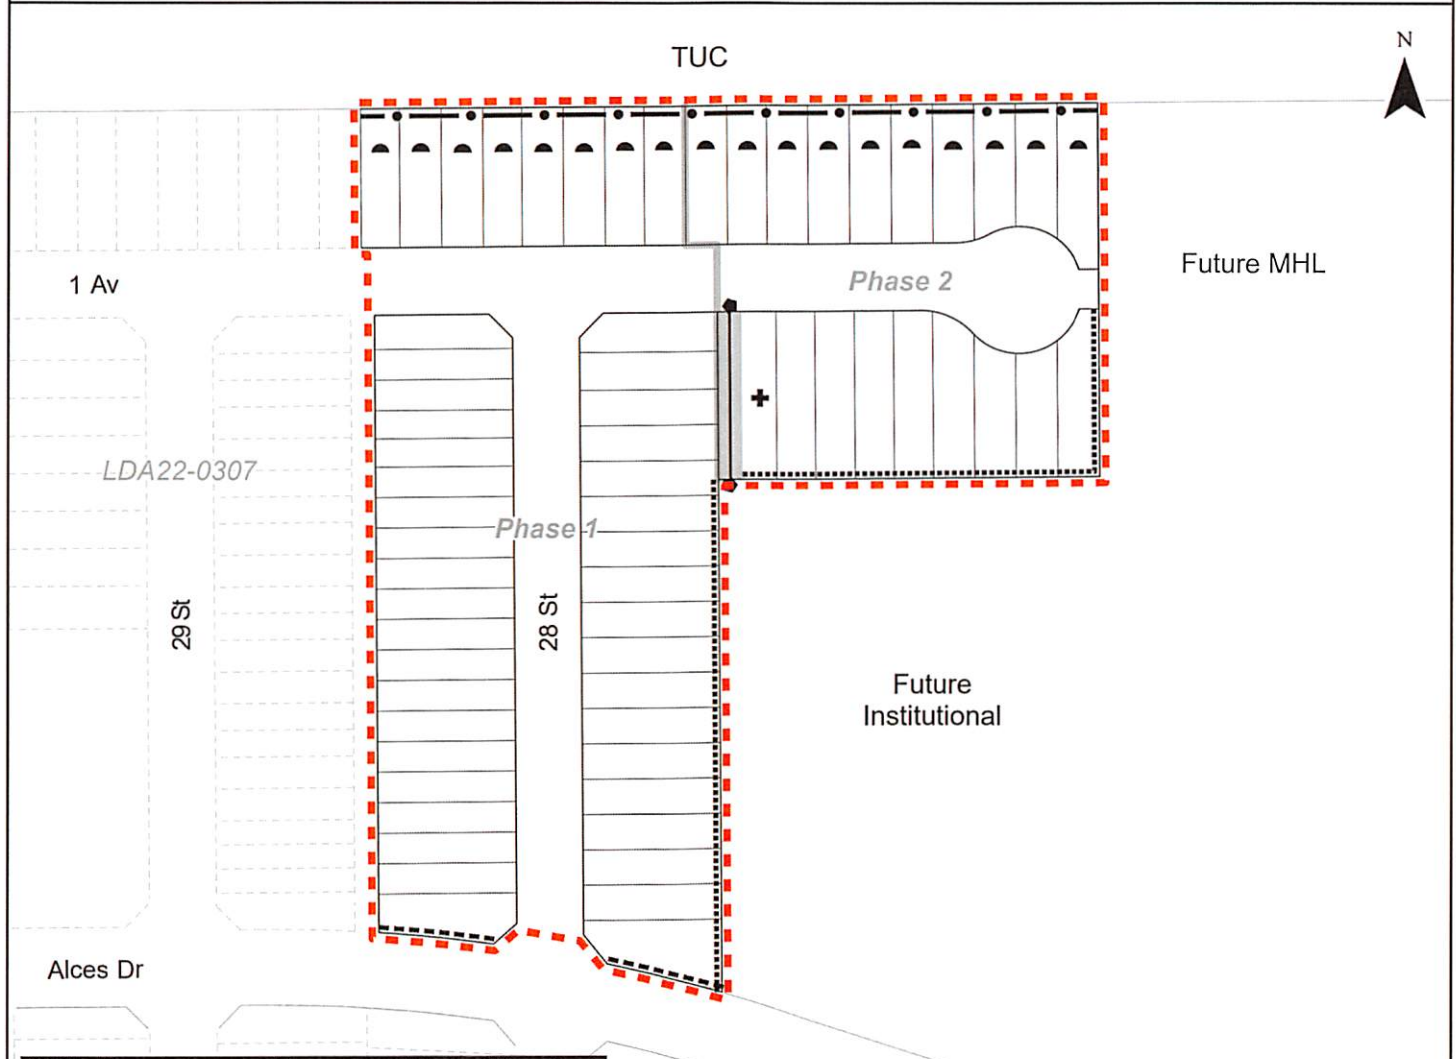 TUC
N
1 Av
Phase 2
Future MHL
LDA22-0307
Phase 1
29 St
28 St
Future
Institutional
Alces Dr